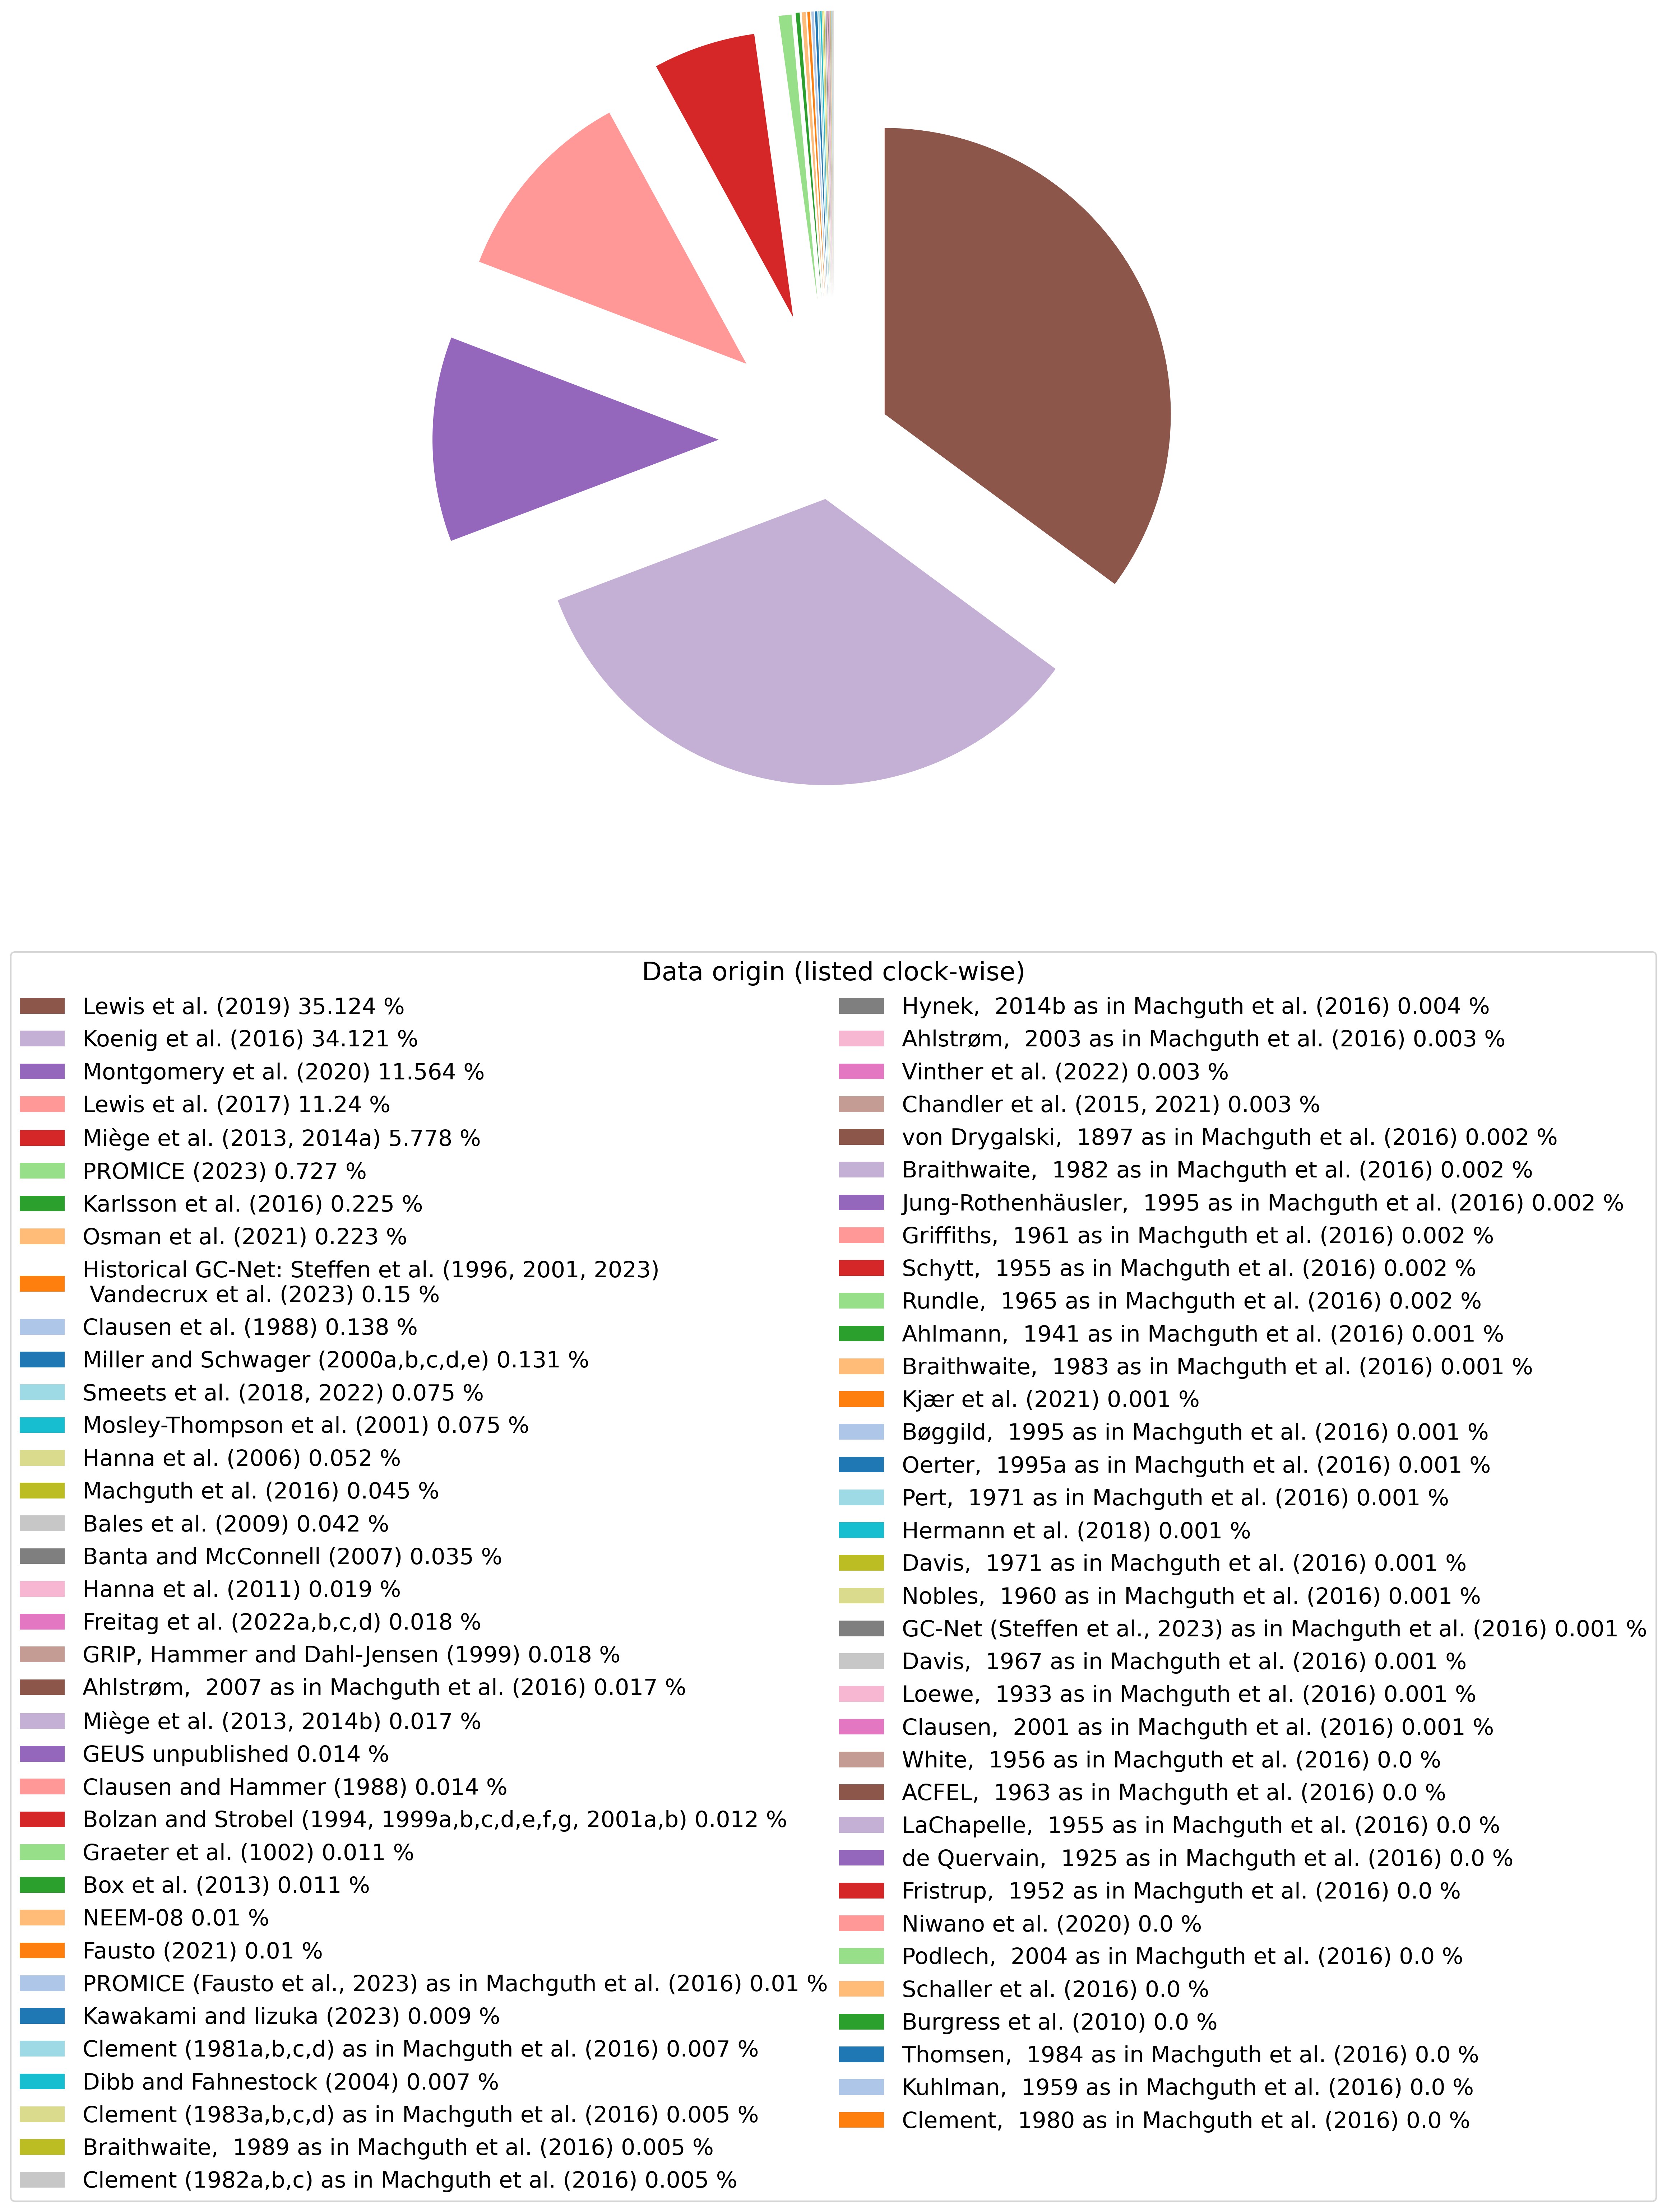 Data origin (listed clock-wise)
Lewis et al. (2019) 35.124 %
Koenig et al. (2016) 34.121 %
Montgomery et al. (2020) 11.564 %
Lewis et al. (2017) 11.24 %
Miège et al. (2013, 2014a) 5.778 %
PROMICE (2023) 0.727 %
Karlsson et al. (2016) 0.225 %
Osman et al. (2021) 0.223 %
Historical GC-Net: Steffen et al. (1996, 2001, 2023)
Vandecrux et al. (2023) 0.15 %
Clausen et al. (1988) 0.138 %
Miller and Schwager (2000a,b,c,d,e) 0.131 %
Smeets et al. (2018, 2022) 0.075 %
Mosley-Thompson et al. (2001) 0.075 %
Hanna et al. (2006) 0.052 %
Machguth et al. (2016) 0.045 %
Bales et al. (2009) 0.042 %
Banta and McConnell (2007) 0.035 %
Hanna et al. (2011) 0.019 %
Freitag et al. (2022a,b,c,d) 0.018 %
GRIP, Hammer and Dahl-Jensen (1999) 0.018 %
Ahlstrøm,  2007 as in Machguth et al. (2016) 0.017 %
Miège et al. (2013, 2014b) 0.017 %
GEUS unpublished 0.014 %
Clausen and Hammer (1988) 0.014 %
Bolzan and Strobel (1994, 1999a,b,c,d,e,f,g, 2001a,b) 0.012 %
Graeter et al. (1002) 0.011 %
Box et al. (2013) 0.011 %
NEEM-08 0.01 %
Fausto (2021) 0.01 %
PROMICE (Fausto et al., 2023) as in Machguth et al. (2016) 0.01 %
Kawakami and Iizuka (2023) 0.009 %
Clement (1981a,b,c,d) as in Machguth et al. (2016) 0.007 %
Dibb and Fahnestock (2004) 0.007 %
Clement (1983a,b,c,d) as in Machguth et al. (2016) 0.005 %
Braithwaite,  1989 as in Machguth et al. (2016) 0.005 %
Clement (1982a,b,c) as in Machguth et al. (2016) 0.005 %
Hynek,  2014b as in Machguth et al. (2016) 0.004 %
Ahlstrøm,  2003 as in Machguth et al. (2016) 0.003 %
Vinther et al. (2022) 0.003 %
Chandler et al. (2015, 2021) 0.003 %
von Drygalski,  1897 as in Machguth et al. (2016) 0.002 %
Braithwaite,  1982 as in Machguth et al. (2016) 0.002 %
Jung-Rothenhäusler,  1995 as in Machguth et al. (2016) 0.002 %
Griffiths,  1961 as in Machguth et al. (2016) 0.002 %
Schytt,  1955 as in Machguth et al. (2016) 0.002 %
Rundle,  1965 as in Machguth et al. (2016) 0.002 %
Ahlmann,  1941 as in Machguth et al. (2016) 0.001 %
Braithwaite,  1983 as in Machguth et al. (2016) 0.001 %
Kjær et al. (2021) 0.001 %
Bøggild,  1995 as in Machguth et al. (2016) 0.001 %
Oerter,  1995a as in Machguth et al. (2016) 0.001 %
Pert,  1971 as in Machguth et al. (2016) 0.001 %
Hermann et al. (2018) 0.001 %
Davis,  1971 as in Machguth et al. (2016) 0.001 %
Nobles,  1960 as in Machguth et al. (2016) 0.001 %
GC-Net (Steffen et al., 2023) as in Machguth et al. (2016) 0.001 %
Davis,  1967 as in Machguth et al. (2016) 0.001 %
Loewe,  1933 as in Machguth et al. (2016) 0.001 %
Clausen,  2001 as in Machguth et al. (2016) 0.001 %
White,  1956 as in Machguth et al. (2016) 0.0 %
ACFEL,  1963 as in Machguth et al. (2016) 0.0 %
LaChapelle,  1955 as in Machguth et al. (2016) 0.0 %
de Quervain,  1925 as in Machguth et al. (2016) 0.0 %
Fristrup,  1952 as in Machguth et al. (2016) 0.0 %
Niwano et al. (2020) 0.0 %
Podlech,  2004 as in Machguth et al. (2016) 0.0 %
Schaller et al. (2016) 0.0 %
Burgress et al. (2010) 0.0 %
Thomsen,  1984 as in Machguth et al. (2016) 0.0 %
Kuhlman,  1959 as in Machguth et al. (2016) 0.0 %
Clement,  1980 as in Machguth et al. (2016) 0.0 %